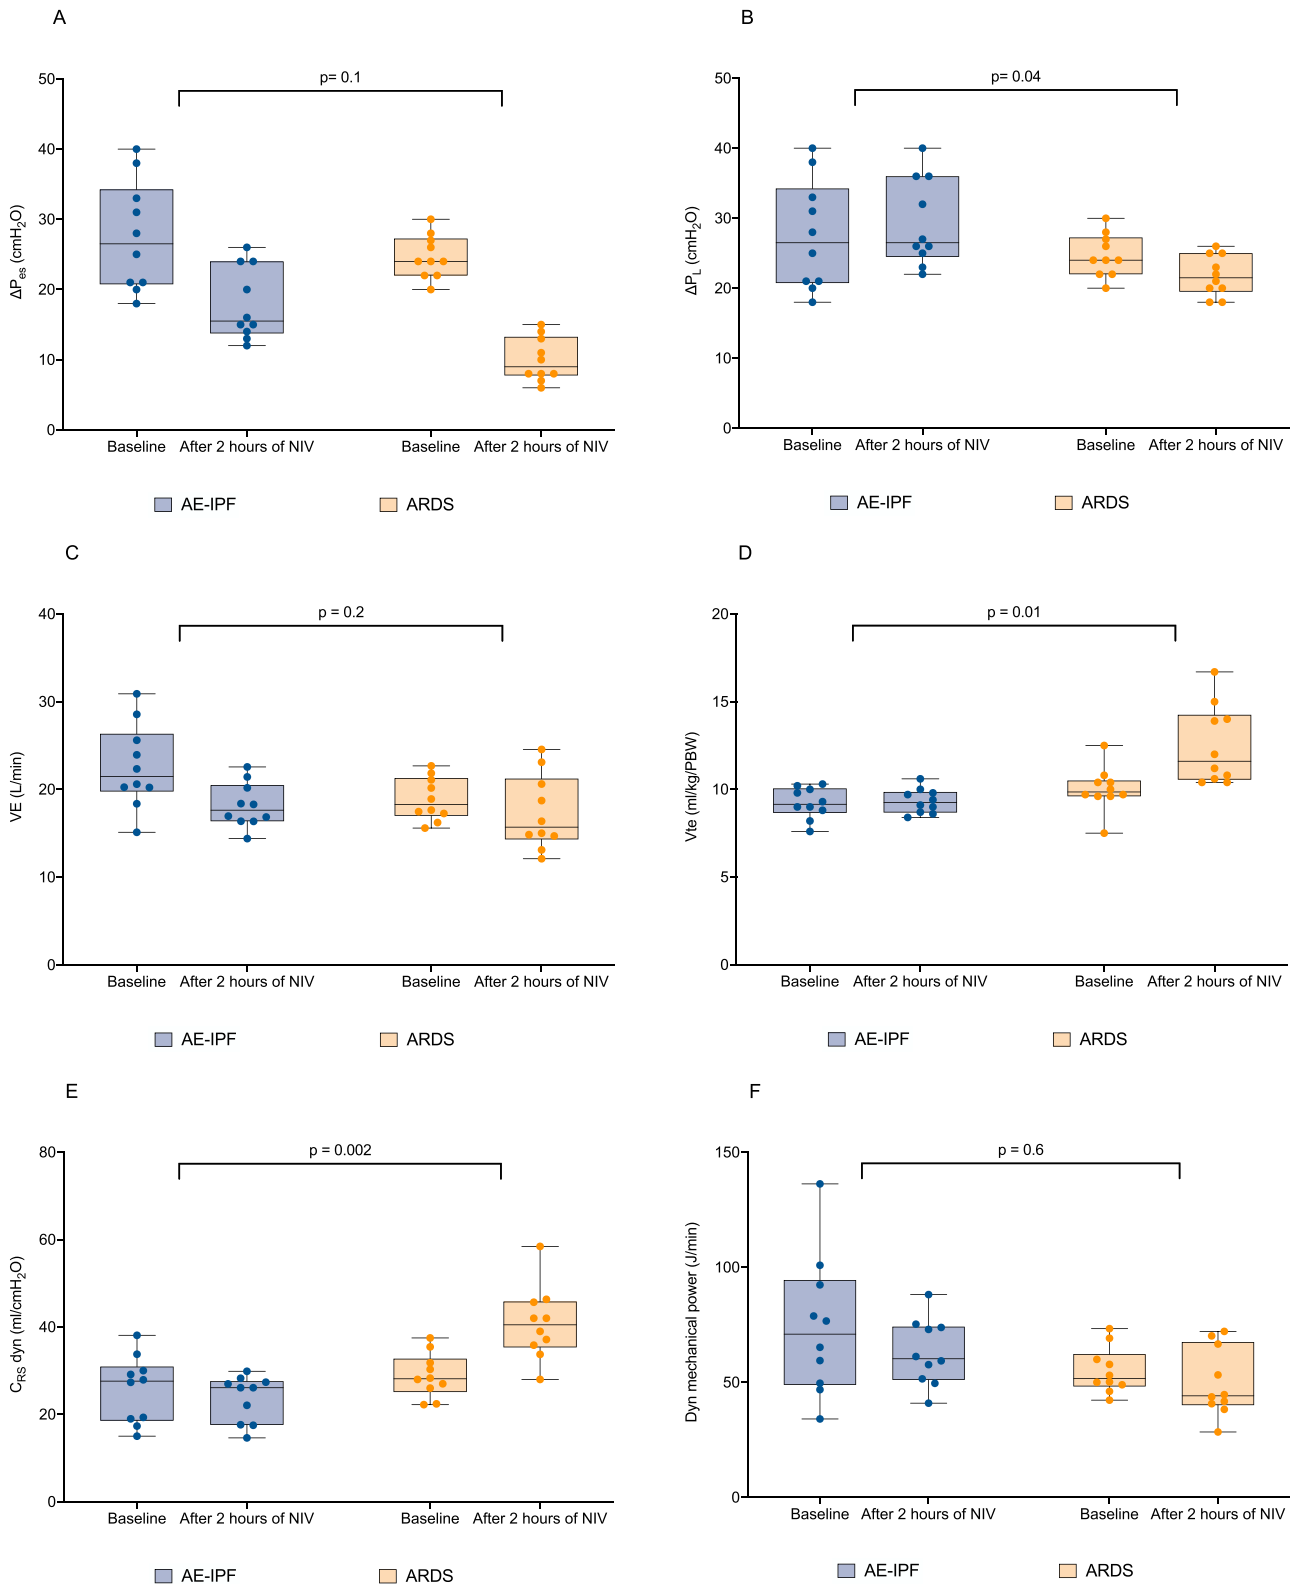 A
p= 0.1
50
40
30
20
10
0
ΔPes (cmH2O)
Baseline
After 2 hours of NIV
Baseline
After 2 hours of NIV
AE-IPF
ARDS
B
p= 0.04
50
40
30
20
10
0
ΔPL (cmH2O)
Baseline
After 2 hours of NIV
Baseline
After 2 hours of NIV
AE-IPF
ARDS
C
p = 0.2
40
30
20
10
0
VE (L/min)
Baseline
After 2 hours of NIV
Baseline
After 2 hours of NIV
AE-IPF
ARDS
D
p = 0.01
20
15
10
5
0
Vte (ml/kg/PBW)
Baseline
After 2 hours of NIV
Baseline
After 2 hours of NIV
AE-IPF
ARDS
E
p = 0.002
80
60
40
20
0
CRS dyn (ml/cmH2O)
Baseline
After 2 hours of NIV
Baseline
After 2 hours of NIV
AE-IPF
ARDS
F
p = 0.6
150
100
50
0
Dyn mechanical power (J/min)
Baseline
After 2 hours of NIV
Baseline
After 2 hours of NIV
AE-IPF
ARDS